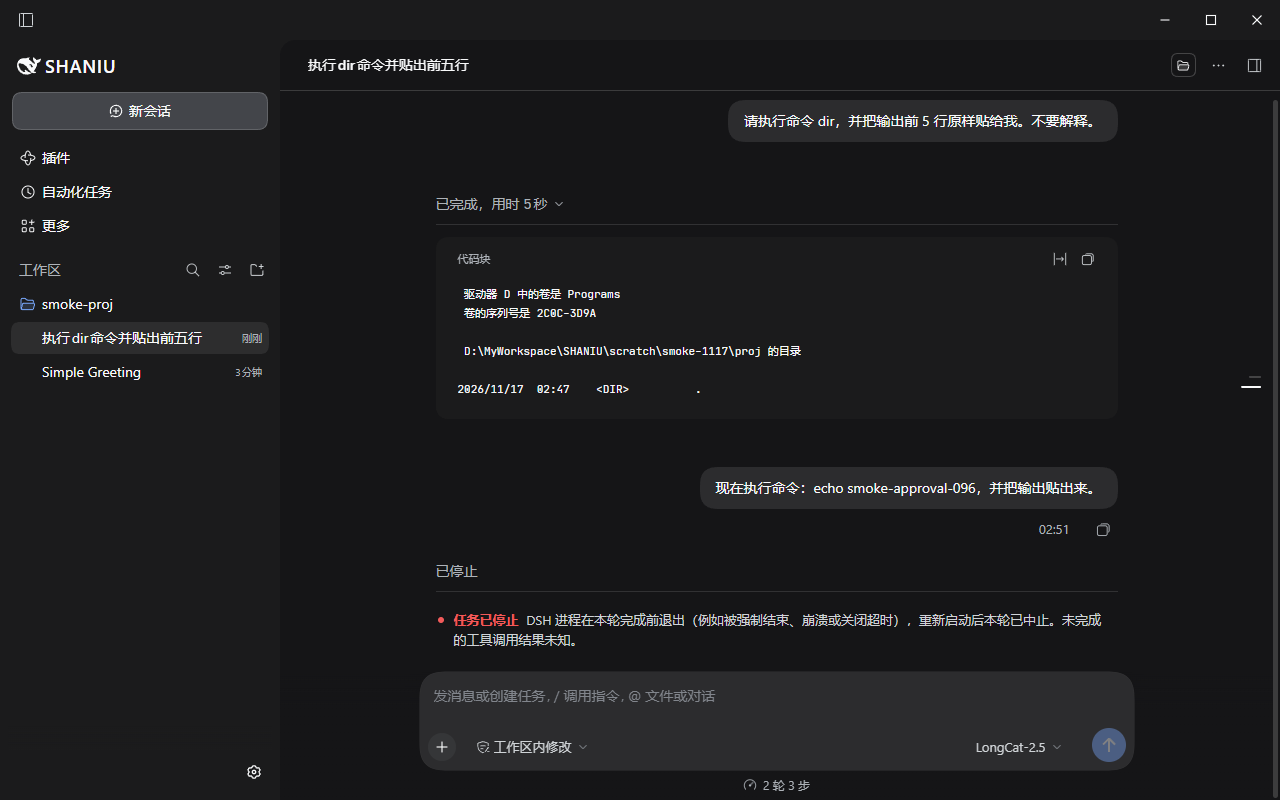 SHANIU
新会话
插件
自动化任务
更多
工作区
smoke-proj
执行dir命令并贴出前五行 刚刚
Simple Greeting 3分钟
执行dir命令并贴出前五行
请执行命令 dir，并把输出前 5 行原样贴给我。不要解释。
已完成，用时 5秒
代码块
驱动器 D 中的卷是 Programs
卷的序列号是 2C0C-3D9A
D:\MyWorkspace\SHANIU\scratch\smoke-1117\proj 的目录
2026/11/17  02:47    <DIR>          .
现在执行命令：echo smoke-approval-096，并把输出贴出来。
02:51
已停止
任务已停止 DSH 进程在本轮完成前退出（例如被强制结束、崩溃或关闭超时），重新启动后本轮已中止。未完成
的工具调用结果未知。
发消息或创建任务, / 调用指令, @ 文件或对话
工作区内修改
LongCat-2.5
2 轮 3 步